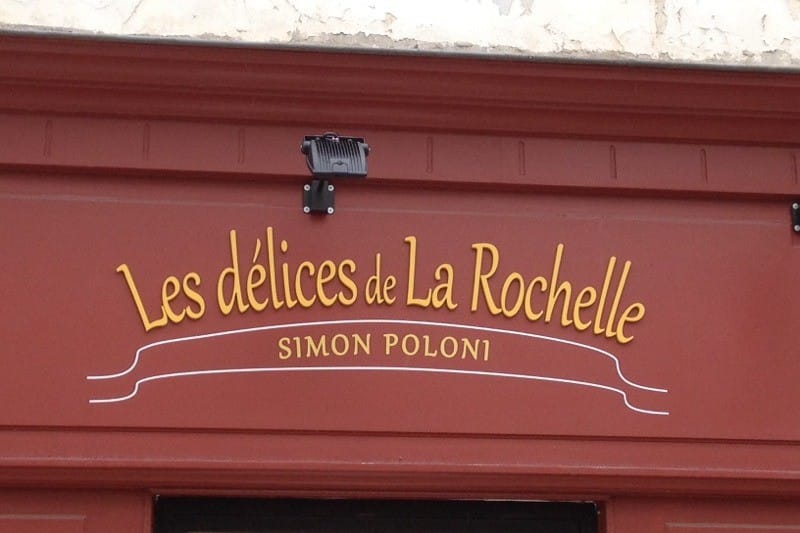 Les délices de La Rochelle
SIMON POLONI